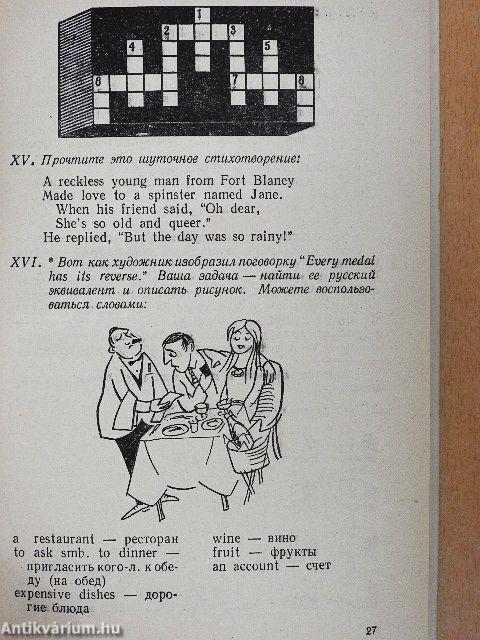 1
2
3
4
5
6
7
8
XV. Прочтите это шуточное стихотворение:
A reckless young man from Fort Blaney
Made love to a spinster named Jane.
When his friend said, “Oh dear,
She's so old and queer.”
He replied, “But the day was so rainy!”
XVI. * Вот как художник изобразил поговорку “Every medal
has its reverse.” Ваша задача — найти ее русский
эквивалент и описать рисунок. Можете воспользо-
ваться словами:
a restaurant — ресторан
to ask smb. to dinner —
пригласить кого-л. к обе-
ду (на обед)
expensive dishes — доро-
гие блюда
wine — вино
fruit — фрукты
an account — счет
27
Antikvárium.hu